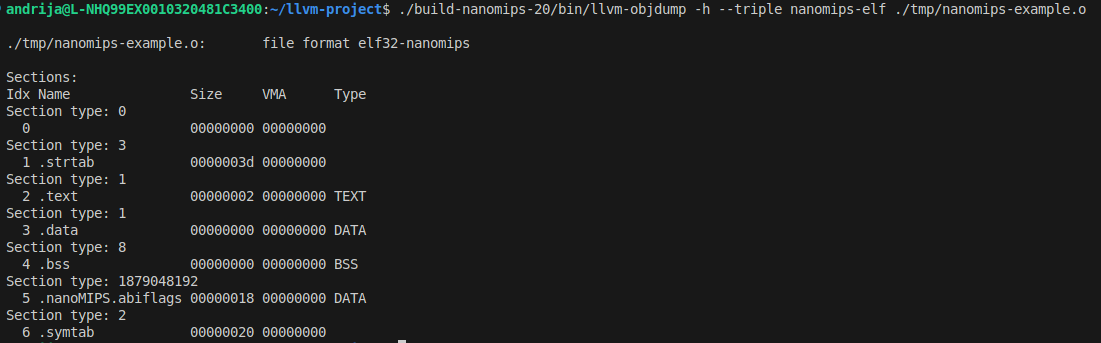 andrija@L-NHQ99EX0010320481C3400:~/llvm-project$ ./build-nanomips-20/bin/llvm-objdump -h --triple nanomips-elf ./tmp/nanomips-example.o
./tmp/nanomips-example.o:       file format elf32-nanomips
Sections:
Idx Name               Size     VMA      Type
Section type: 0
  0                    00000000 00000000
Section type: 3
  1 .strtab            0000003d 00000000
Section type: 1
  2 .text              00000002 00000000 TEXT
Section type: 1
  3 .data              00000000 00000000 DATA
Section type: 8
  4 .bss               00000000 00000000 BSS
Section type: 1879048192
  5 .nanoMIPS.abiflags 00000018 00000000 DATA
Section type: 2
  6 .symtab            00000020 00000000